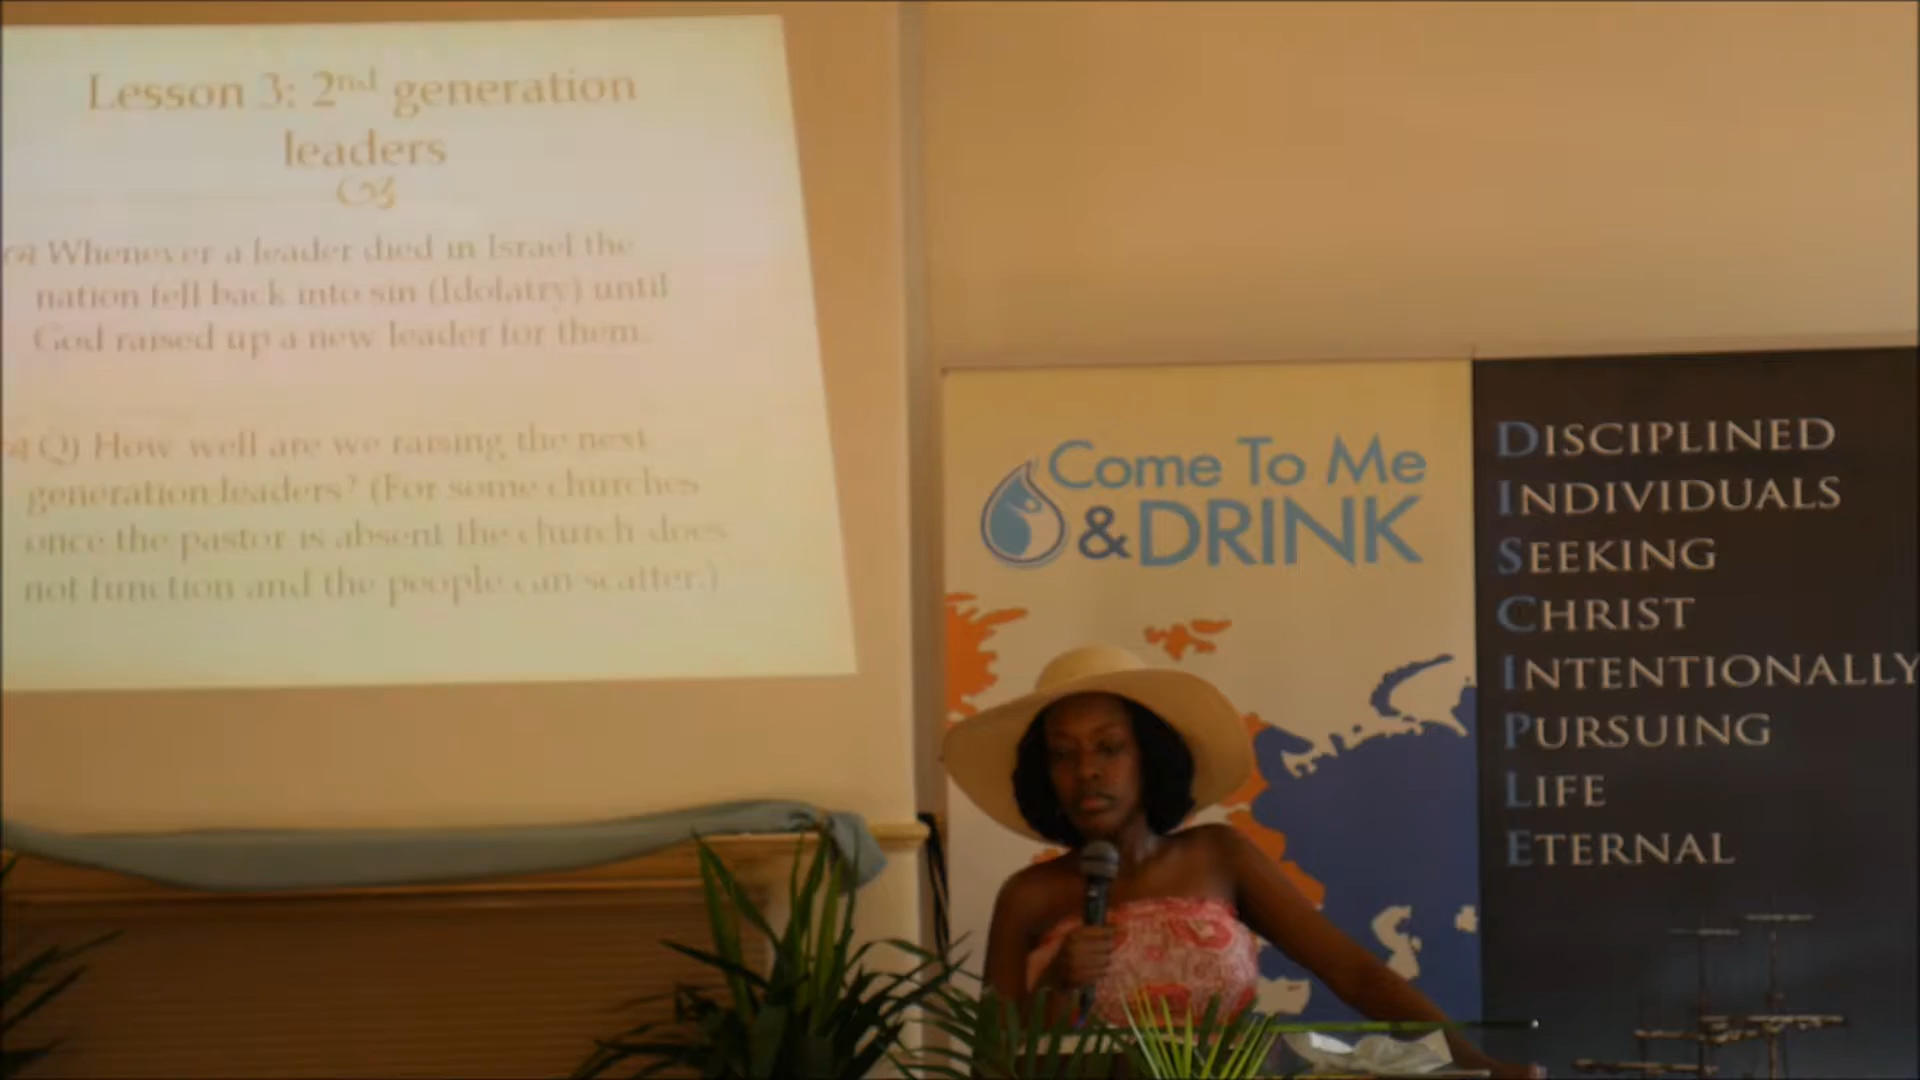 Lesson 3: 2nd generation
leaders
Whenever a leader died in Israel the
nation fell back into sin (Idolatry) until
God raised up a new leader for them.
Q) How well are we raising the next
generation leaders? (For some churches
once the pastor is absent the church does
not function and the people can scatter.)
Come To Me
& DRINK
DISCIPLINED
INDIVIDUALS
SEEKING
CHRIST
INTENTIONALLY
PURSUING
LIFE
ETERNAL